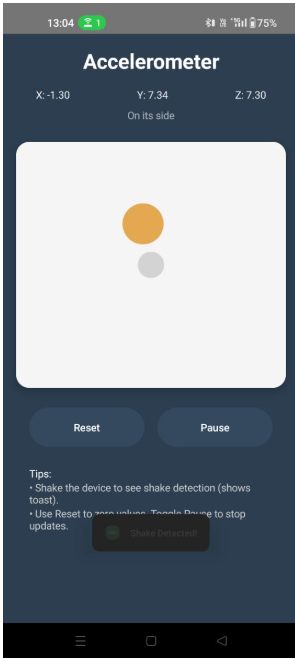 13:04 1 75%
Accelerometer
X: -1.30 Y: 7.34 Z: 7.30
On its side
Reset Pause
Tips:
• Shake the device to see shake detection (shows
toast).
• Use Reset to zero values. Toggle Pause to stop
updates.
Shake Detected!